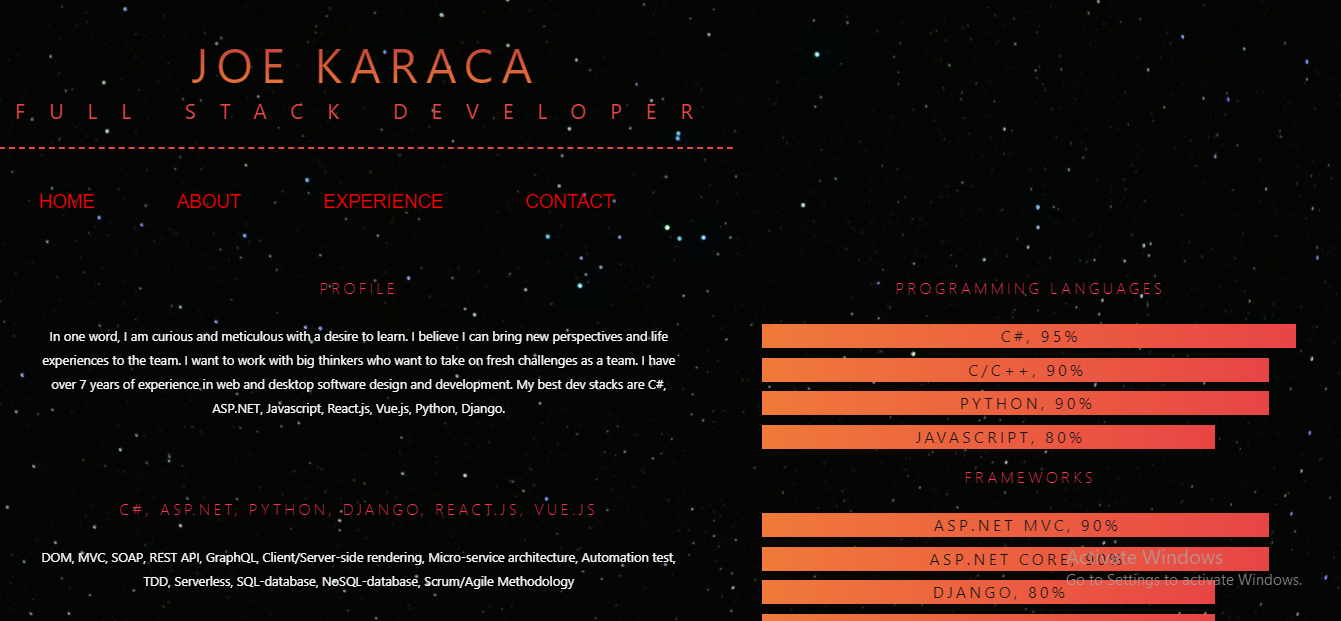 JOE KARACA
FULL STACK DEVELOPER
HOME ABOUT EXPERIENCE CONTACT
PROFILE
In one word, I am curious and meticulous with a desire to learn. I believe I can bring new perspectives and life
experiences to the team. I want to work with big thinkers who want to take on fresh challenges as a team. I have
over 7 years of experience in web and desktop software design and development. My best dev stacks are C#,
ASP.NET, Javascript, React.js, Vue.js, Python, Django.
C#, ASP.NET, PYTHON, DJANGO, REACT.JS, VUE.JS
DOM, MVC, SOAP, REST API, GraphQL, Client/Server-side rendering, Micro-service architecture, Automation test,
TDD, Serverless, SQL-database, NoSQL-database, Scrum/Agile Methodology
PROGRAMMING LANGUAGES
C#, 95%
C/C++, 90%
PYTHON, 90%
JAVASCRIPT, 80%
FRAMEWORKS
ASP.NET MVC, 90%
ASP.NET CORE, 90%
DJANGO, 80%
Activate Windows
Go to Settings to activate Windows.